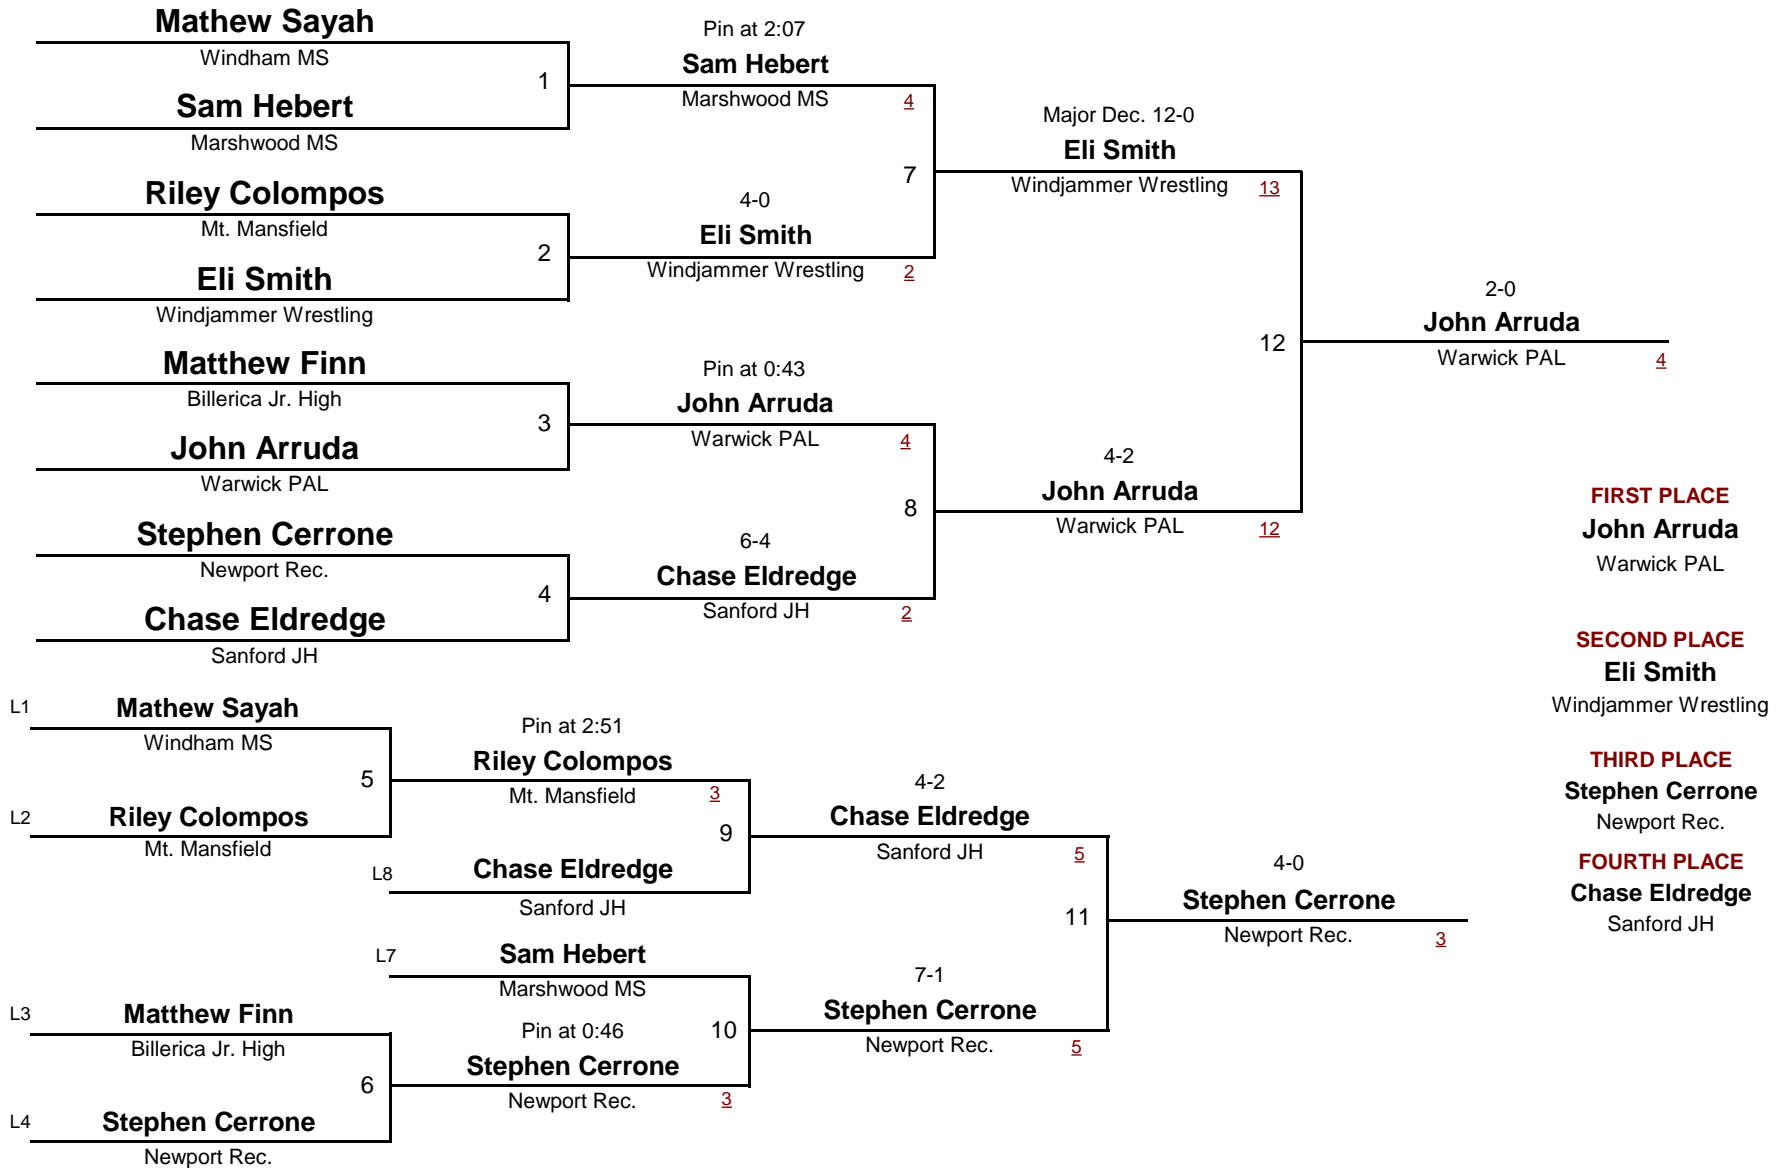 Mathew Sayah
Windham MS
1
Sam Hebert
Marshwood MS
Riley Colompos
Mt. Mansfield
2
Eli Smith
Windjammer Wrestling
Matthew Finn
Billerica Jr. High
3
John Arruda
Warwick PAL
Stephen Cerrone
Newport Rec.
4
Chase Eldredge
Sanford JH
Pin at 2:07
Sam Hebert
Marshwood MS 4
7
4-0
Eli Smith
Windjammer Wrestling 2
Pin at 0:43
John Arruda
Warwick PAL 4
8
6-4
Chase Eldredge
Sanford JH 2
Major Dec. 12-0
Eli Smith
Windjammer Wrestling 13
12
4-2
John Arruda
Warwick PAL 12
2-0
John Arruda
Warwick PAL 4
FIRST PLACE
John Arruda
Warwick PAL
SECOND PLACE
Eli Smith
Windjammer Wrestling
THIRD PLACE
Stephen Cerrone
Newport Rec.
FOURTH PLACE
Chase Eldredge
Sanford JH
L1 Mathew Sayah
Windham MS
5
L2 Riley Colompos
Mt. Mansfield
Pin at 2:51
Riley Colompos
Mt. Mansfield 3
9
L8 Chase Eldredge
Sanford JH
L7 Sam Hebert
Marshwood MS
10
Pin at 0:46
Stephen Cerrone
Newport Rec. 3
L3 Matthew Finn
Billerica Jr. High
6
L4 Stephen Cerrone
Newport Rec.
4-2
Chase Eldredge
Sanford JH 5
11
7-1
Stephen Cerrone
Newport Rec. 5
4-0
Stephen Cerrone
Newport Rec. 3